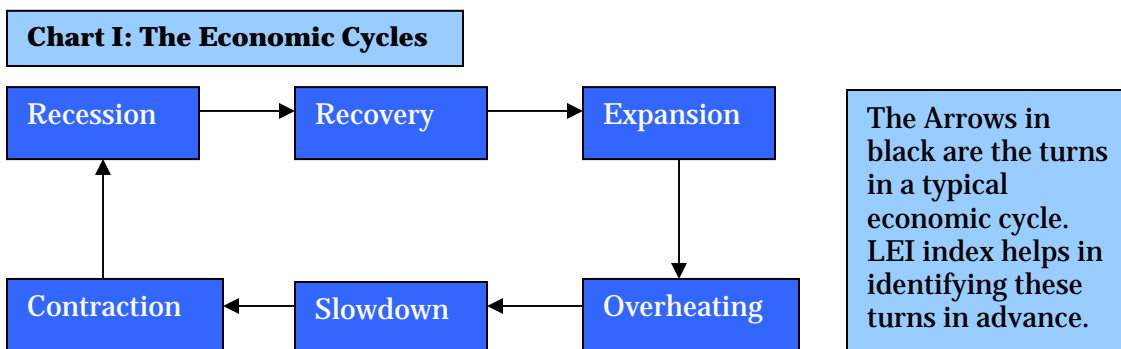 Chart I: The Economic Cycles
Recession
Recovery
Expansion
The Arrows in
black are the turns
in a typical
economic cycle.
LEI index helps in
identifying these
turns in advance.
Contraction
Slowdown
Overheating